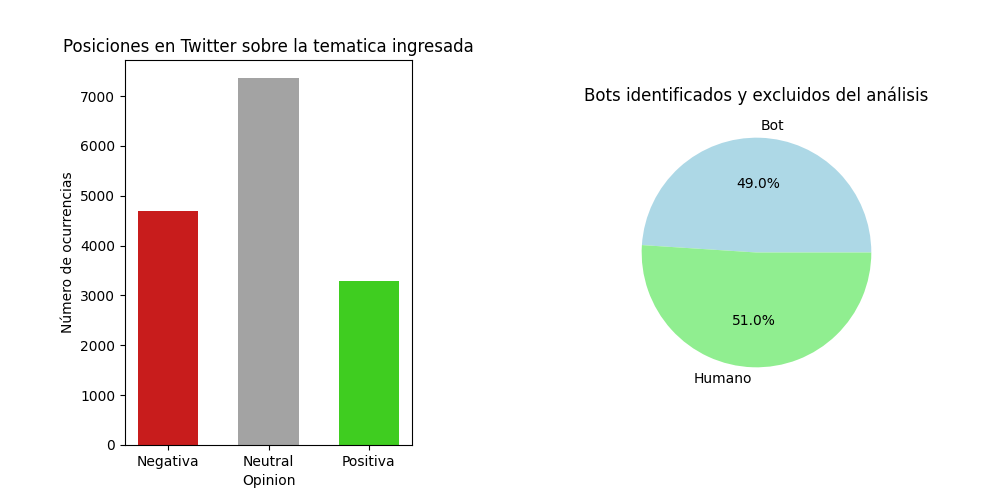 Posiciones en Twitter sobre la tematica ingresada
Número de ocurrencias
7000
6000
5000
4000
3000
2000
1000
0
Negativa
Neutral
Positiva
Opinion
Bots identificados y excluidos del análisis
Bot
49.0%
51.0%
Humano